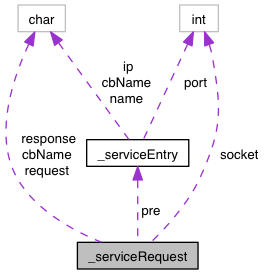 char
int
ip
cbName
name
port
response
cbName
request
_serviceEntry
socket
pre
_serviceRequest